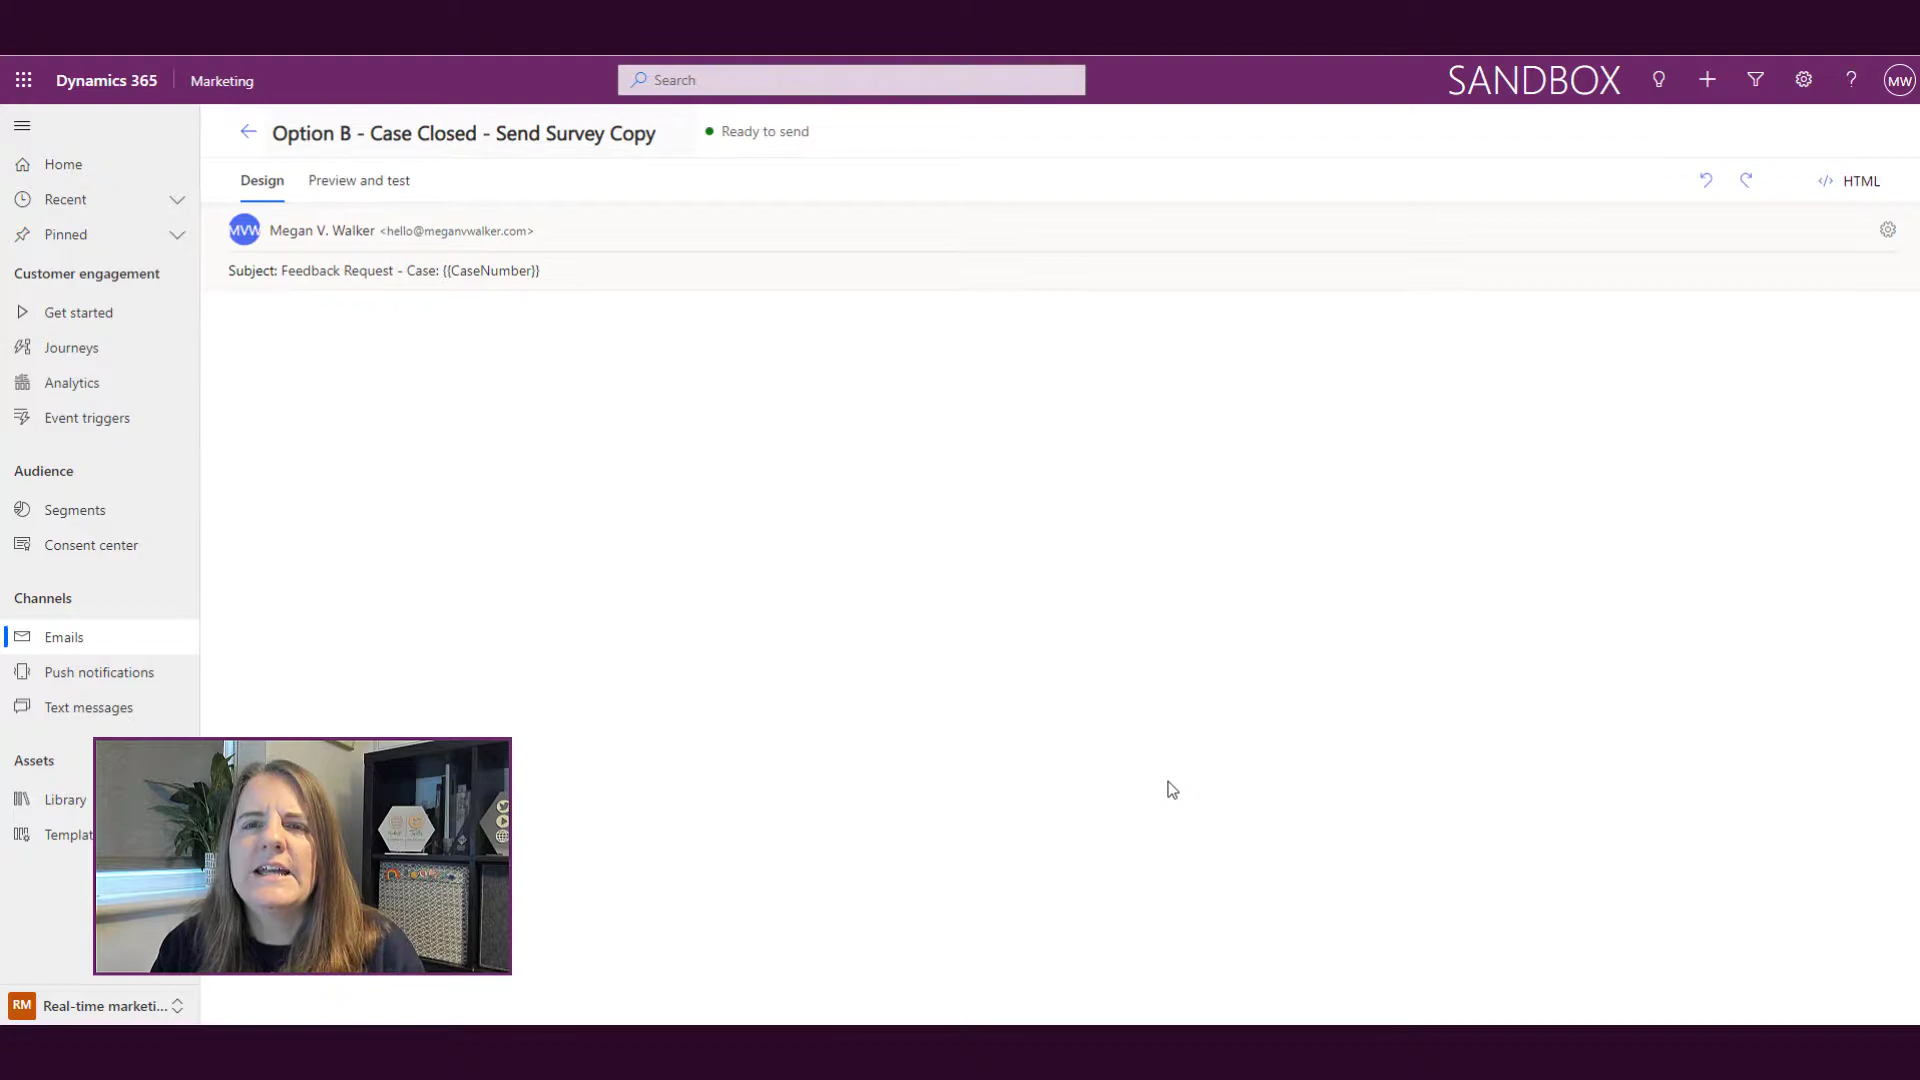 Dynamics 365
Marketing
Search
SANDBOX
MW
Option B - Case Closed - Send Survey Copy
Ready to send
Home
Design
Preview and test
HTML
Recent
MVW
Megan V. Walker <hello@meganvwalker.com>
Pinned
Subject: Feedback Request - Case: {{CaseNumber}}
Customer engagement
Get started
Journeys
Analytics
Event triggers
Audience
Segments
Consent center
Channels
Emails
Push notifications
Text messages
Assets
Library
Templat
RM
Real-time marketi...